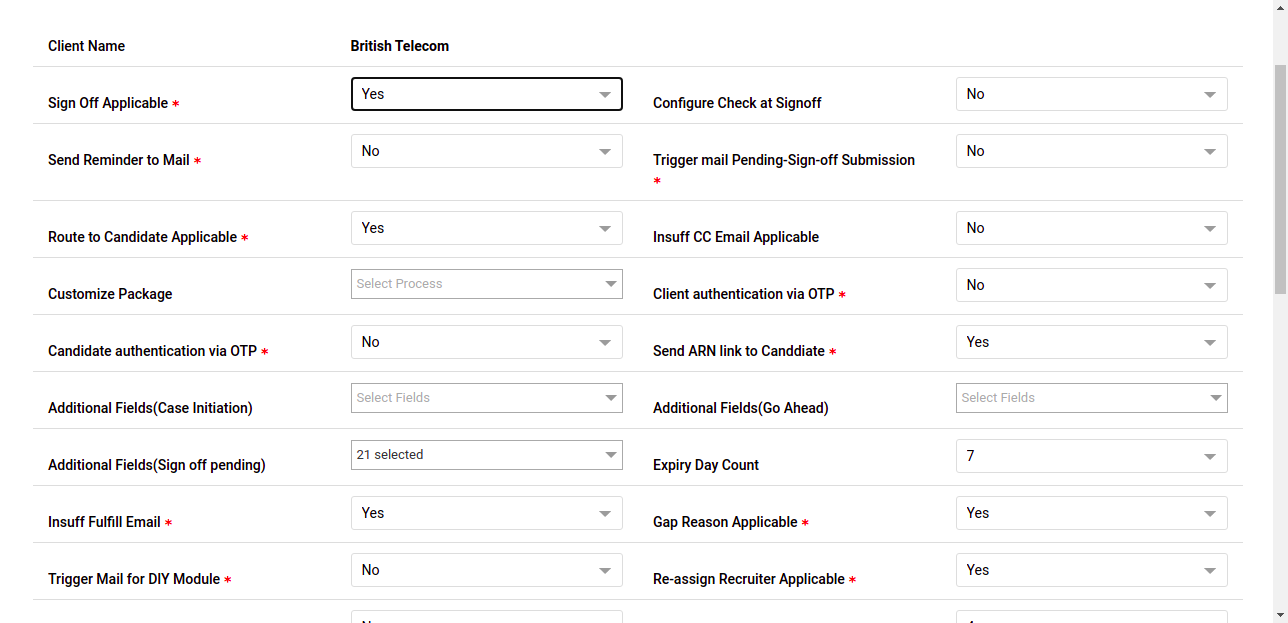 Client Name British Telecom
Sign Off Applicable * Yes Configure Check at Signoff No
Send Reminder to Mail * No Trigger mail Pending-Sign-off Submission No
*
Route to Candidate Applicable * Yes Insuff CC Email Applicable No
Customize Package Select Process Client authentication via OTP * No
Candidate authentication via OTP * No Send ARN link to Canddiate * Yes
Additional Fields(Case Initiation) Select Fields Additional Fields(Go Ahead) Select Fields
Additional Fields(Sign off pending) 21 selected Expiry Day Count 7
Insuff Fulfill Email * Yes Gap Reason Applicable * Yes
Trigger Mail for DIY Module * No Re-assign Recruiter Applicable * Yes